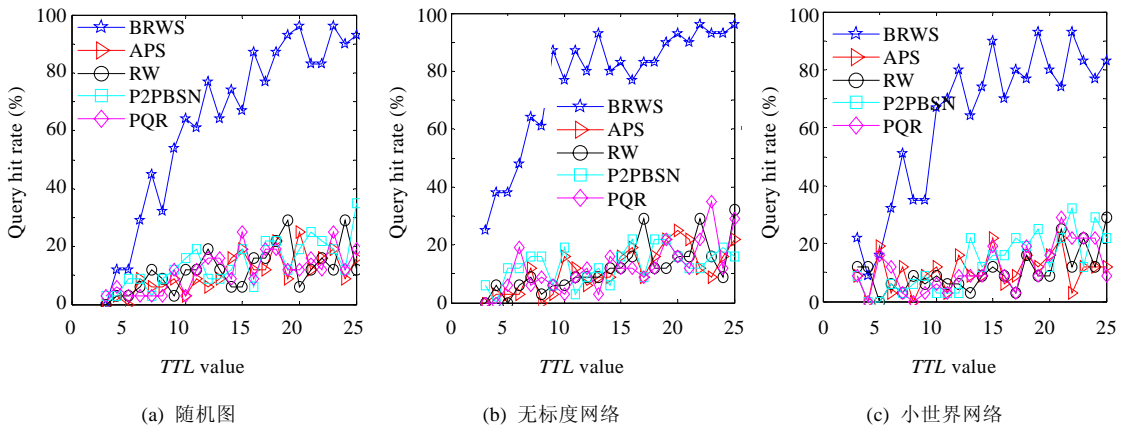 Query hit rate (%)
100
80
60
40
20
0
BRWS
APS
RW
P2PBSN
PQR
0
5
10
15
20
25
TTL value
(a) 随机图
Query hit rate (%)
100
80
60
40
20
0
BRWS
APS
RW
P2PBSN
PQR
0
5
10
15
20
25
TTL value
(b) 无标度网络
Query hit rate (%)
100
80
60
40
20
0
BRWS
APS
RW
P2PBSN
PQR
0
5
10
15
20
25
TTL value
(c) 小世界网络